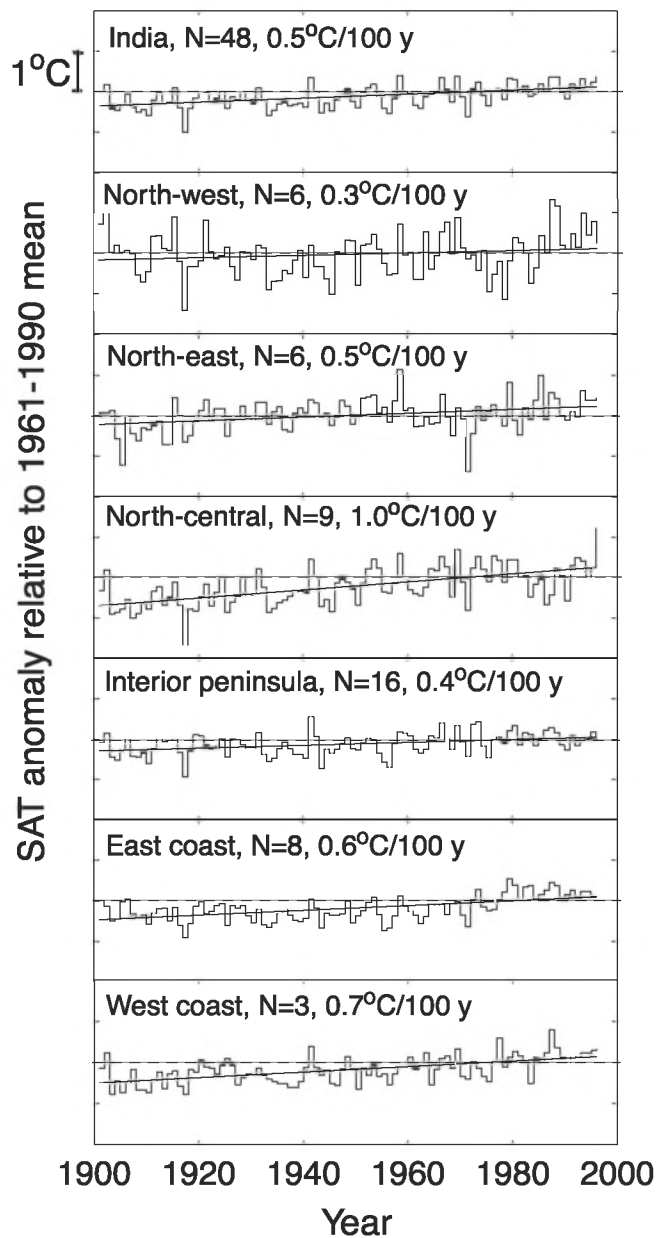 India, N=48, 0.5°C/100 y
1°C
North-west, N=6, 0.3°C/100 y
North-east, N=6, 0.5°C/100 y
North-central, N=9, 1.0°C/100 y
Interior peninsula, N=16, 0.4°C/100 y
East coast, N=8, 0.6°C/100 y
West coast, N=3, 0.7°C/100 y
SAT anomaly relative to 1961-1990 mean
1900 1920 1940 1960 1980 2000
Year